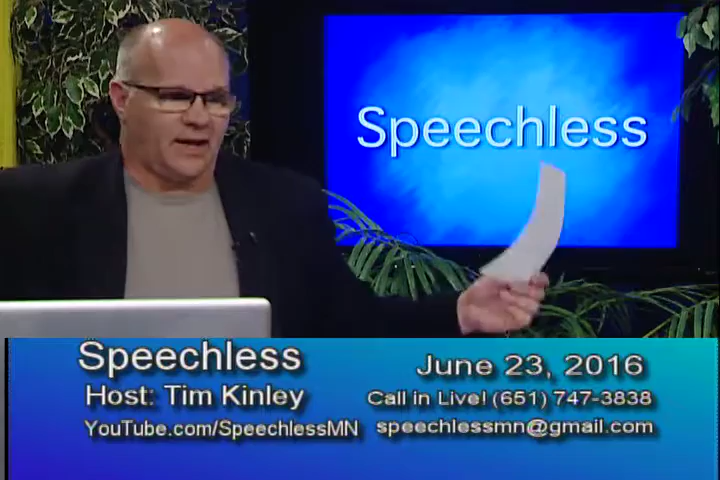 Speechless
Speechless
June 23, 2016
Host: Tim Kinley
Call in Live! (651) 747-3838
YouTube.com/SpeechlessMN
speechlessmn@gmail.com